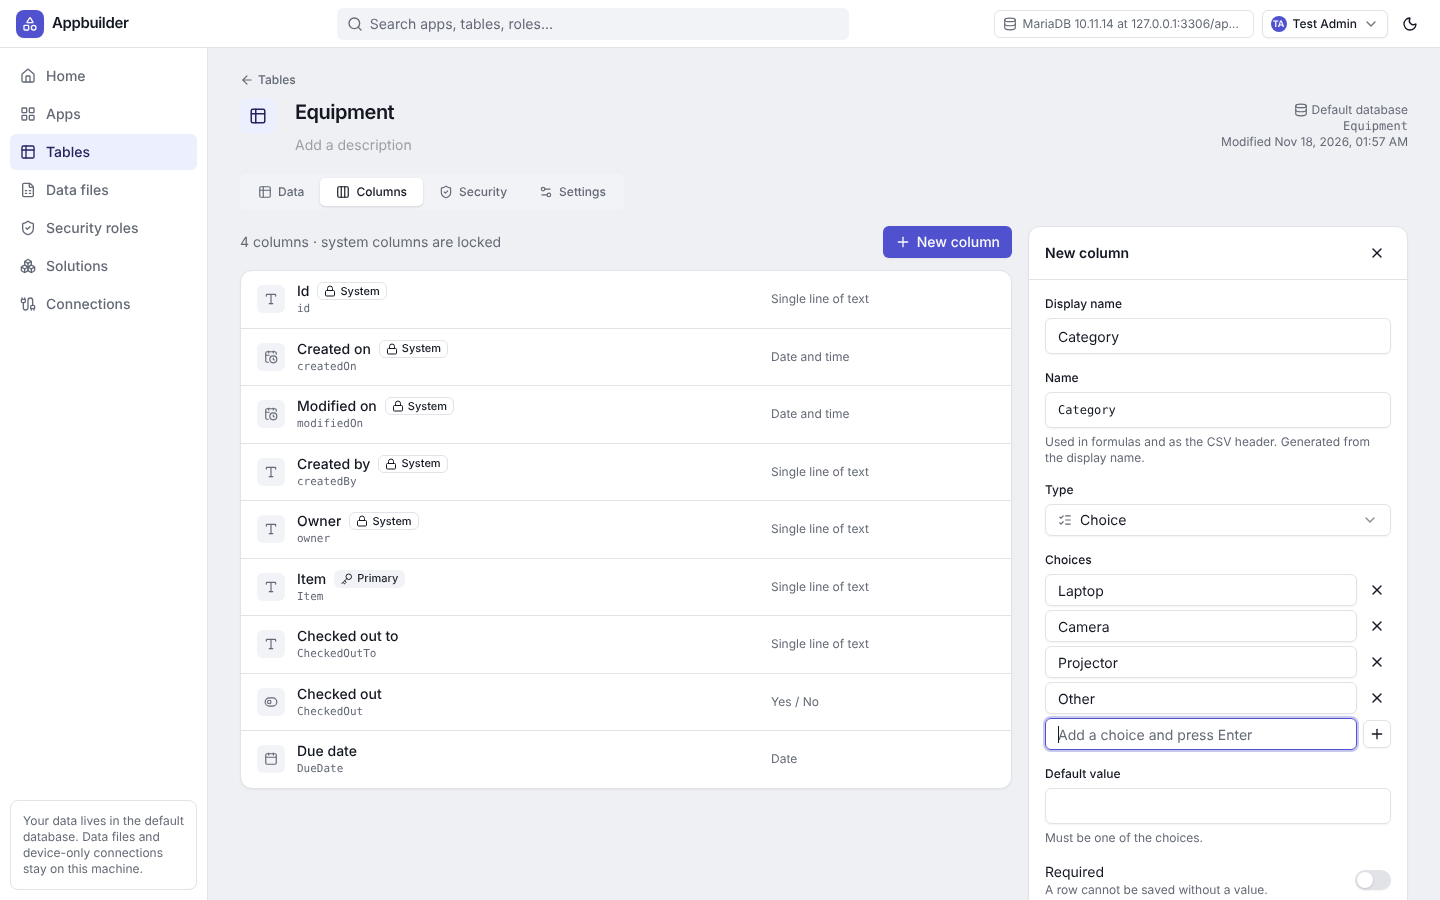 Appbuilder
Search apps, tables, roles...
MariaDB 10.11.14 at 127.0.0.1:3306/ap...
TA Test Admin
Home
Apps
Tables
Data files
Security roles
Solutions
Connections
Your data lives in the default
database. Data files and
device-only connections
stay on this machine.
Tables
Equipment
Add a description
Default database
Equipment
Modified Nov 18, 2026, 01:57 AM
Data
Columns
Security
Settings
4 columns · system columns are locked
New column
Id System
id
Single line of text
Created on System
createdOn
Date and time
Modified on System
modifiedOn
Date and time
Created by System
createdBy
Single line of text
Owner System
owner
Single line of text
Item Primary
Item
Single line of text
Checked out to
CheckedOutTo
Single line of text
Checked out
CheckedOut
Yes / No
Due date
DueDate
Date
New column
Display name
Category
Name
Category
Used in formulas and as the CSV header. Generated from
the display name.
Type
Choice
Choices
Laptop
Camera
Projector
Other
Add a choice and press Enter
Default value
Must be one of the choices.
Required
A row cannot be saved without a value.